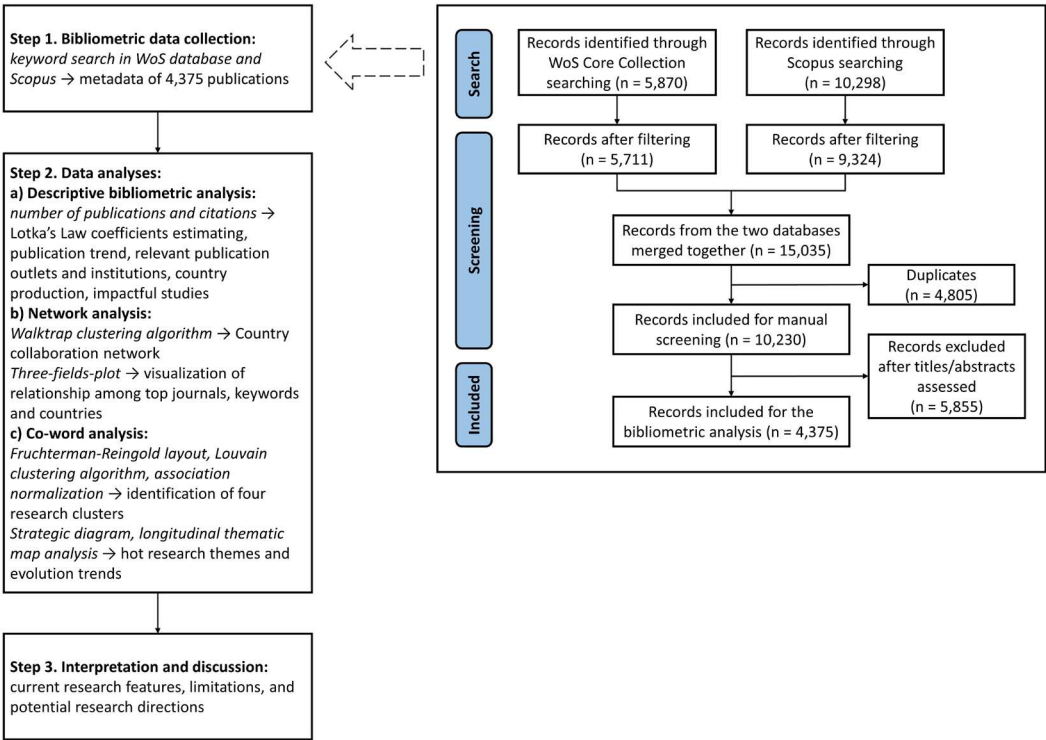 Step 1. Bibliometric data collection:
keyword search in WoS database and
Scopus → metadata of 4,375 publications
Step 2. Data analyses:
a) Descriptive bibliometric analysis:
number of publications and citations →
Lotka's Law coefficients estimating,
publication trend, relevant publication
outlets and institutions, country
production, impactful studies
b) Network analysis:
Walktrap clustering algorithm → Country
collaboration network
Three-fields-plot → visualization of
relationship among top journals, keywords
and countries
c) Co-word analysis:
Fruchterman-Reingold layout, Louvain
clustering algorithm, association
normalization → identification of four
research clusters
Strategic diagram, longitudinal thematic
map analysis → hot research themes and
evolution trends
Step 3. Interpretation and discussion:
current research features, limitations, and
potential research directions
Search
Records identified through
WoS Core Collection
searching (n = 5,870)
Records identified through
Scopus searching
(n = 10,298)
Screening
Records after filtering
(n = 5,711)
Records after filtering
(n = 9,324)
Records from the two databases
merged together (n = 15,035)
Duplicates
(n = 4,805)
Records included for manual
screening (n = 10,230)
Records excluded
after titles/abstracts
assessed
(n = 5,855)
Included
Records included for the
bibliometric analysis (n = 4,375)